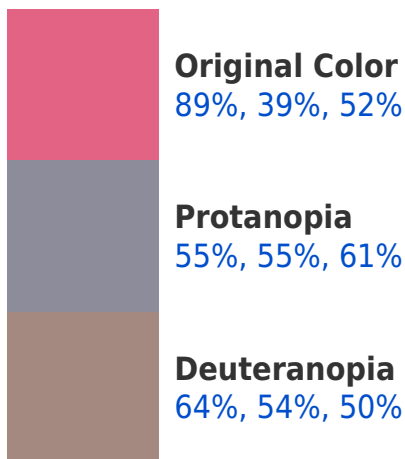 Original Color
89%, 39%, 52%
Protanopia
55%, 55%, 61%
Deuteranopia
64%, 54%, 50%